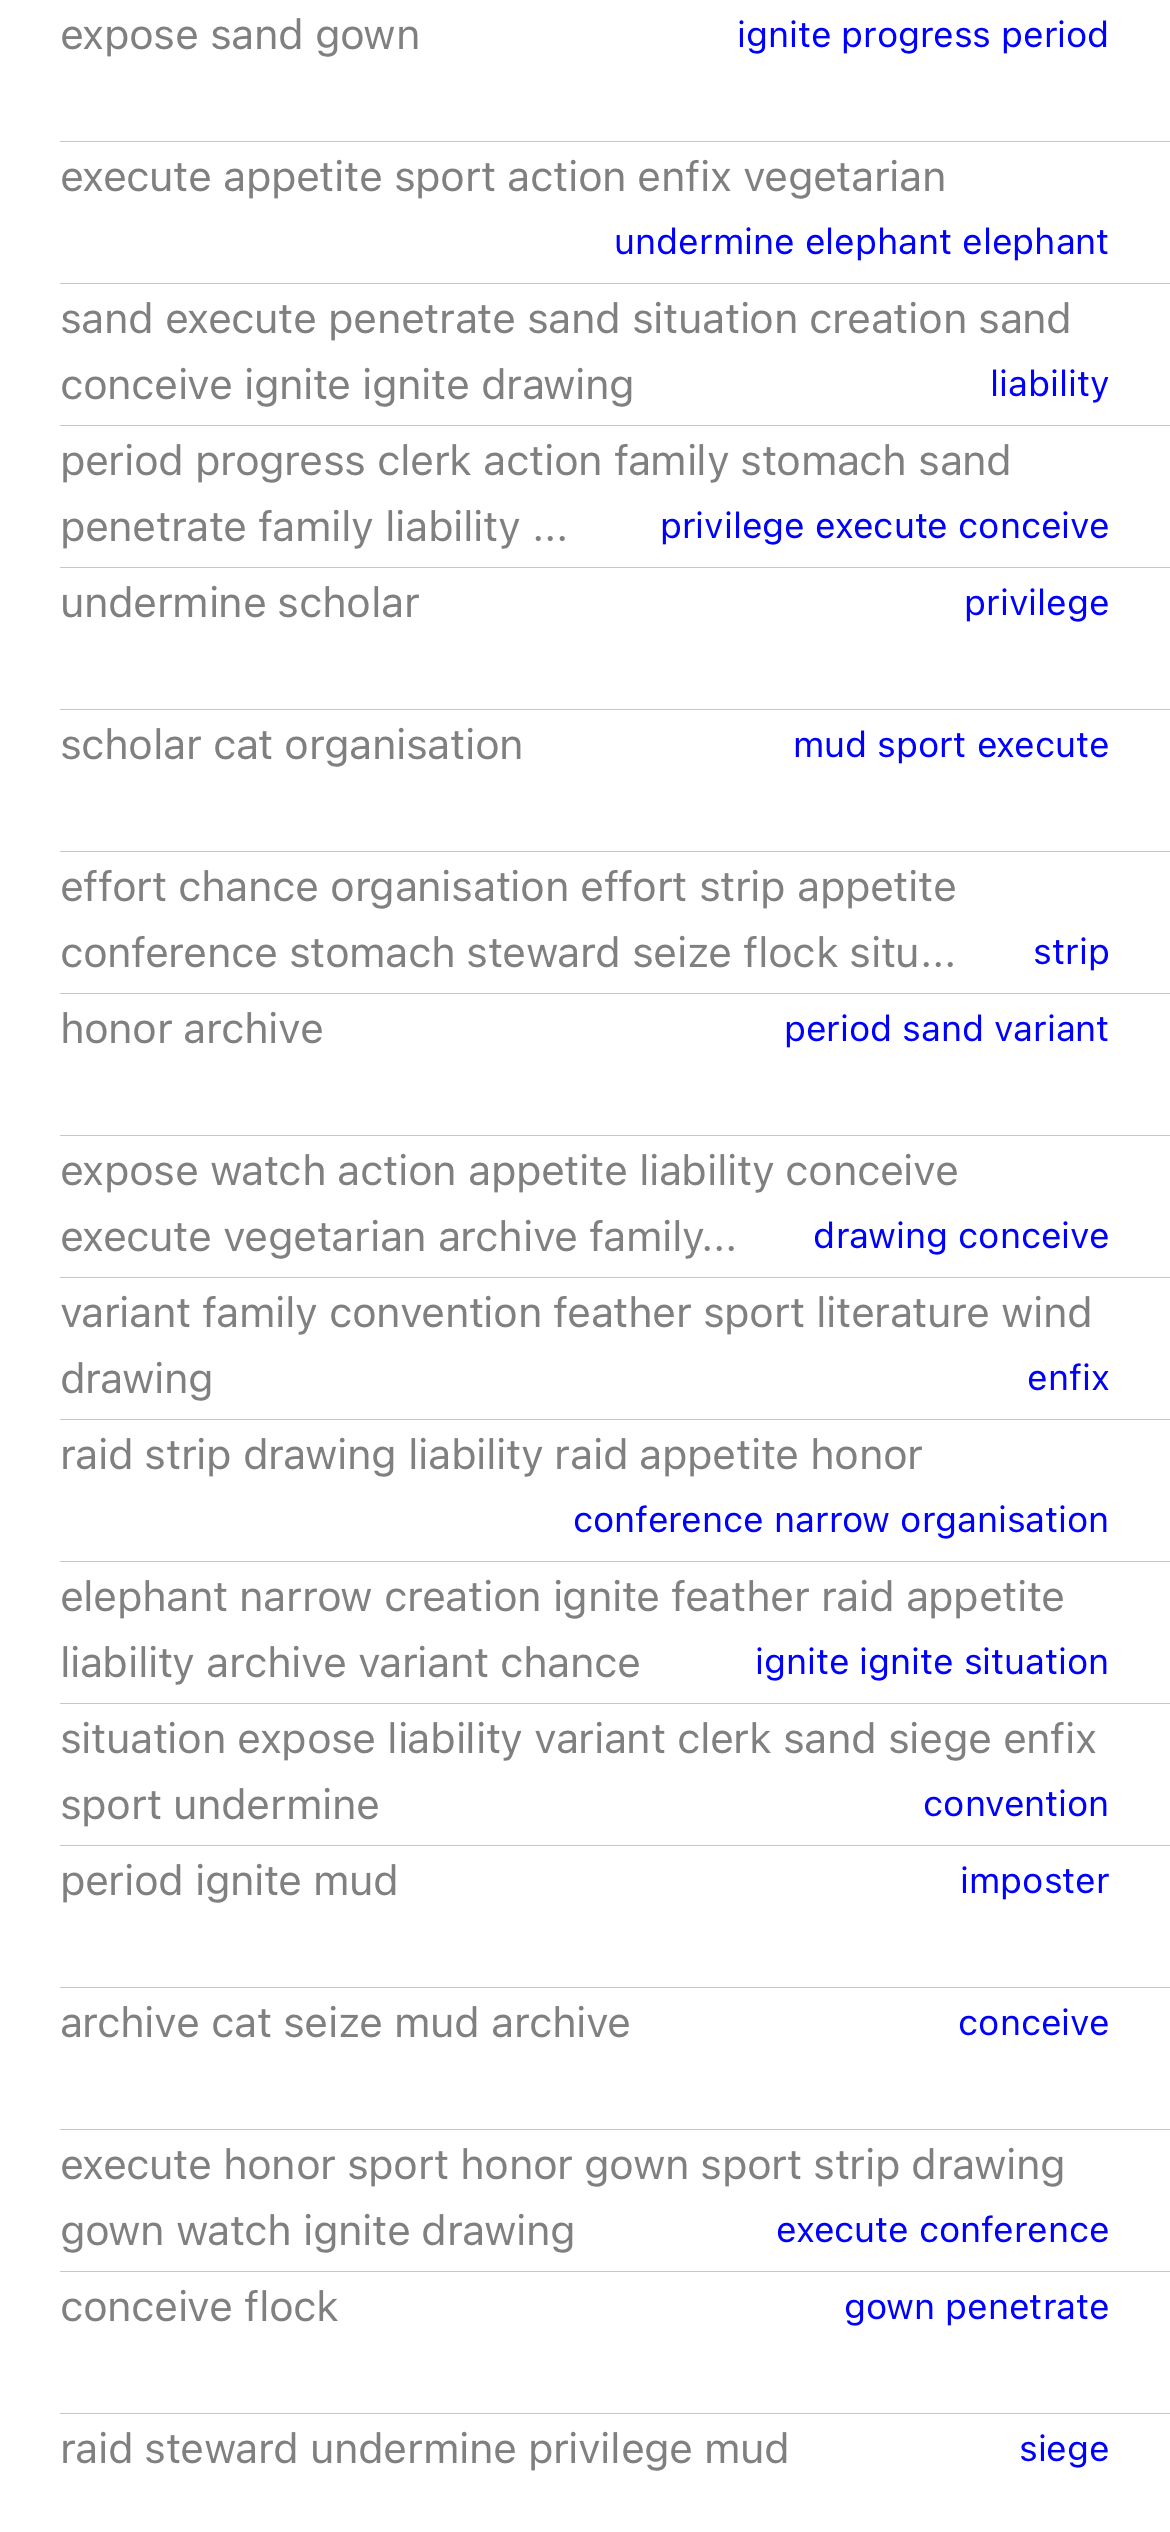 expose sand gown ignite progress period
execute appetite sport action enfix vegetarian
undermine elephant elephant
sand execute penetrate sand situation creation sand
conceive ignite ignite drawing liability
period progress clerk action family stomach sand
penetrate family liability ... privilege execute conceive
undermine scholar privilege
scholar cat organisation mud sport execute
effort chance organisation effort strip appetite
conference stomach steward seize flock situ... strip
honor archive period sand variant
expose watch action appetite liability conceive
execute vegetarian archive family... drawing conceive
variant family convention feather sport literature wind
drawing enfix
raid strip drawing liability raid appetite honor
conference narrow organisation
elephant narrow creation ignite feather raid appetite
liability archive variant chance ignite ignite situation
situation expose liability variant clerk sand siege enfix
sport undermine convention
period ignite mud imposter
archive cat seize mud archive conceive
execute honor sport honor gown sport strip drawing
gown watch ignite drawing execute conference
conceive flock gown penetrate
raid steward undermine privilege mud siege